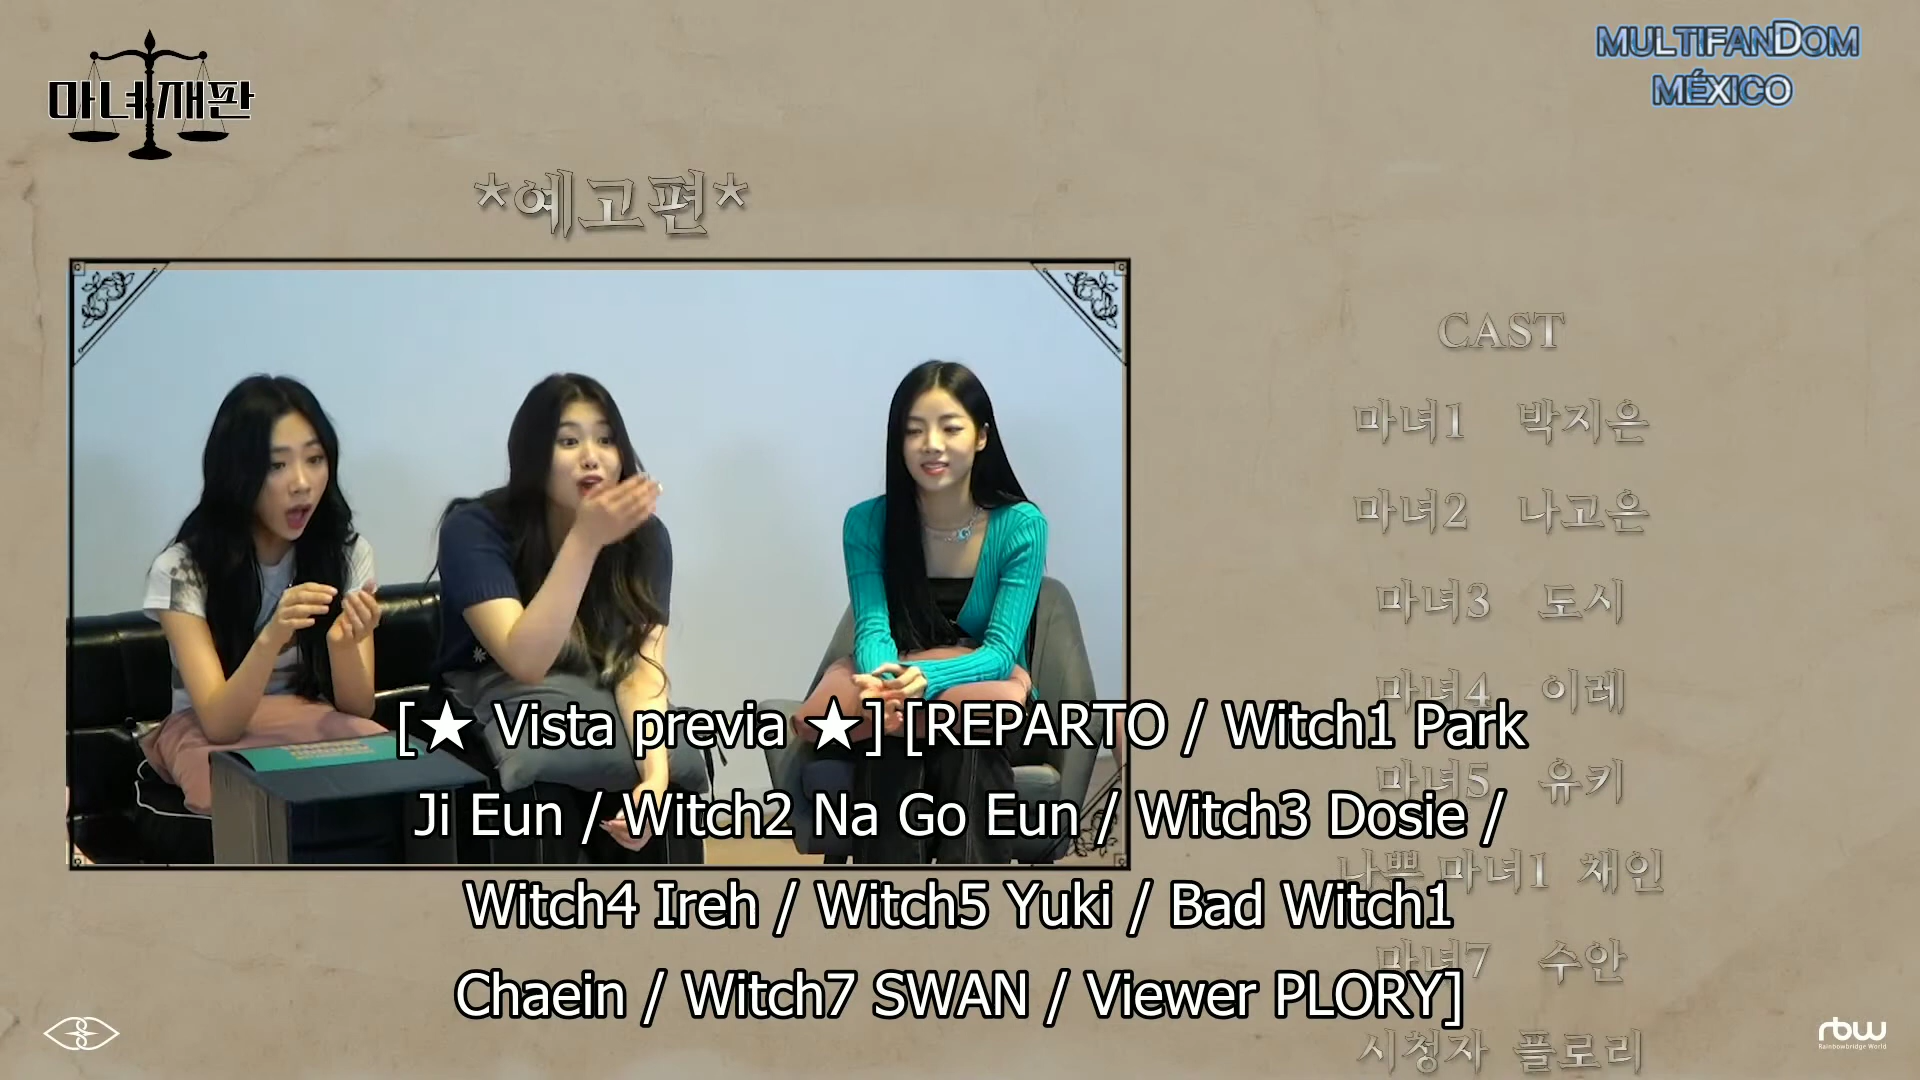 마녀재판
MULTIFANDOM
MÉXICO
*예고편*
CAST
마녀1 박지은
마녀2 나고은
마녀3 도시
마녀4 이레
마녀5 유키
나쁜 마녀1 채인
마녀7 수안
시청자 플로리
[★ Vista previa ★] [REPARTO / Witch1 Park
Ji Eun / Witch2 Na Go Eun / Witch3 Dosie /
Witch4 Ireh / Witch5 Yuki / Bad Witch1
Chaein / Witch7 SWAN / Viewer PLORY]
rbw
Rainbowbridge World